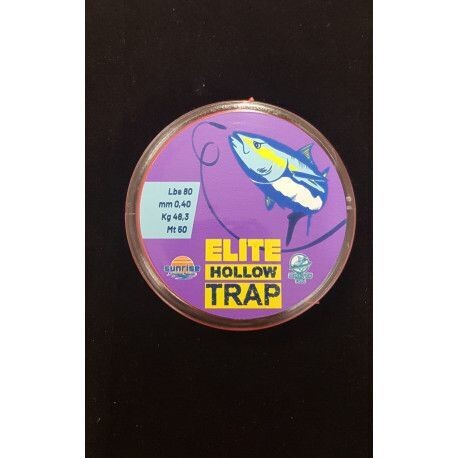 Lbs 80
mm 0,40
Kg 46,3
Mt 50
ELITE
HOLLOW
TRAP
sunrise